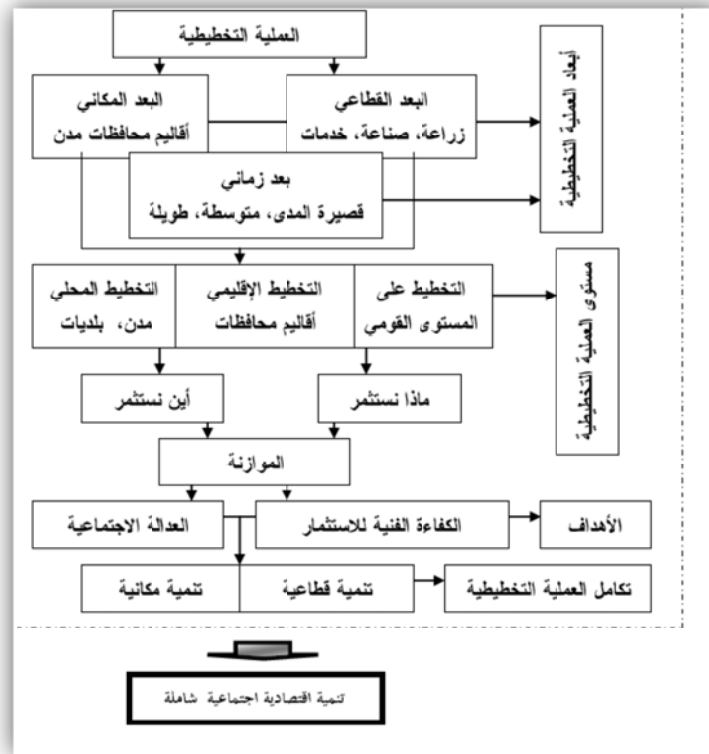 العملية التخطيطية
البعد القطاعي
زراعة، صناعة، خدمات
البعد المكاني
أقاليم محافظات مدن
أبعاد العملية التخطيطية
بعد زماني
قصيرة المدى، متوسطة، طويلة
التخطيط على
المستوى القومي
التخطيط الإقليمي
أقاليم محافظات
التخطيط المحلي
مدن، بلديات
مستوى العملية التخطيطية
ماذا نستثمر
أين نستثمر
الموازنة
الأهداف
الكفاءة الفنية للاستثمار
العدالة الاجتماعية
تكامل العملية التخطيطية
تنمية قطاعية
تنمية مكانية
تنمية اقتصادية اجتماعية شاملة